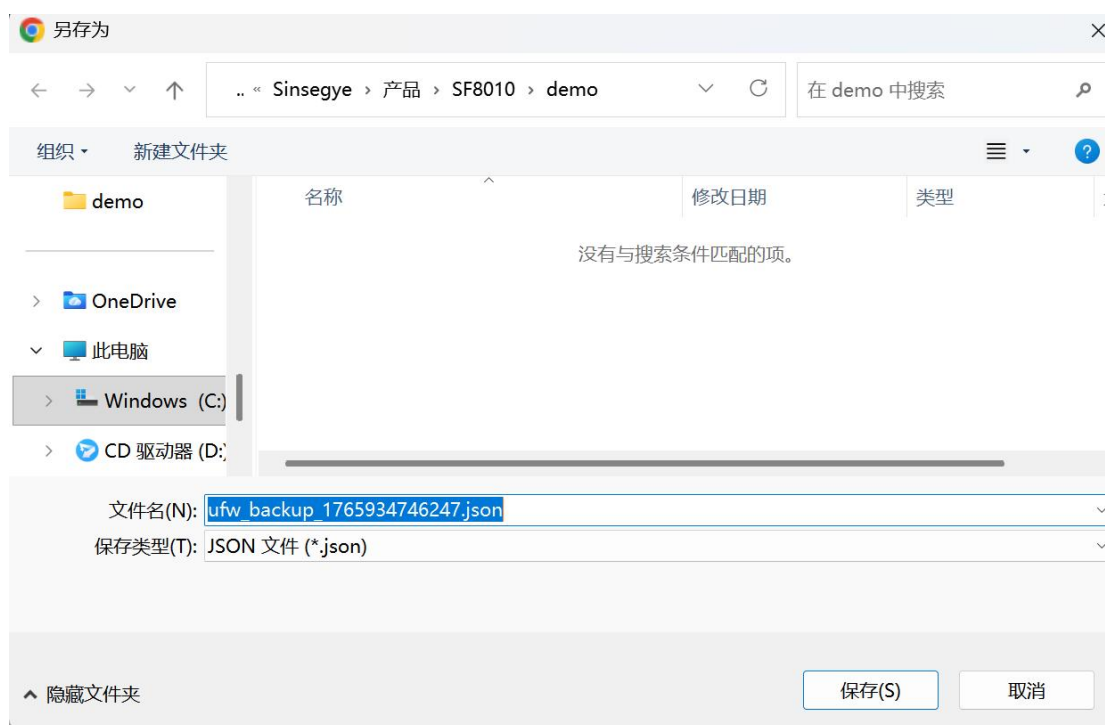 另存为
.. « Sinsegye › 产品 › SF8010 › demo
在 demo 中搜索
组织
新建文件夹
名称
修改日期
类型
demo
没有与搜索条件匹配的项。
OneDrive
此电脑
Windows (C:)
CD 驱动器 (D:)
文件名(N): ufw_backup_1765934746247.json
保存类型(T): JSON 文件 (*.json)
隐藏文件夹
保存(S)
取消